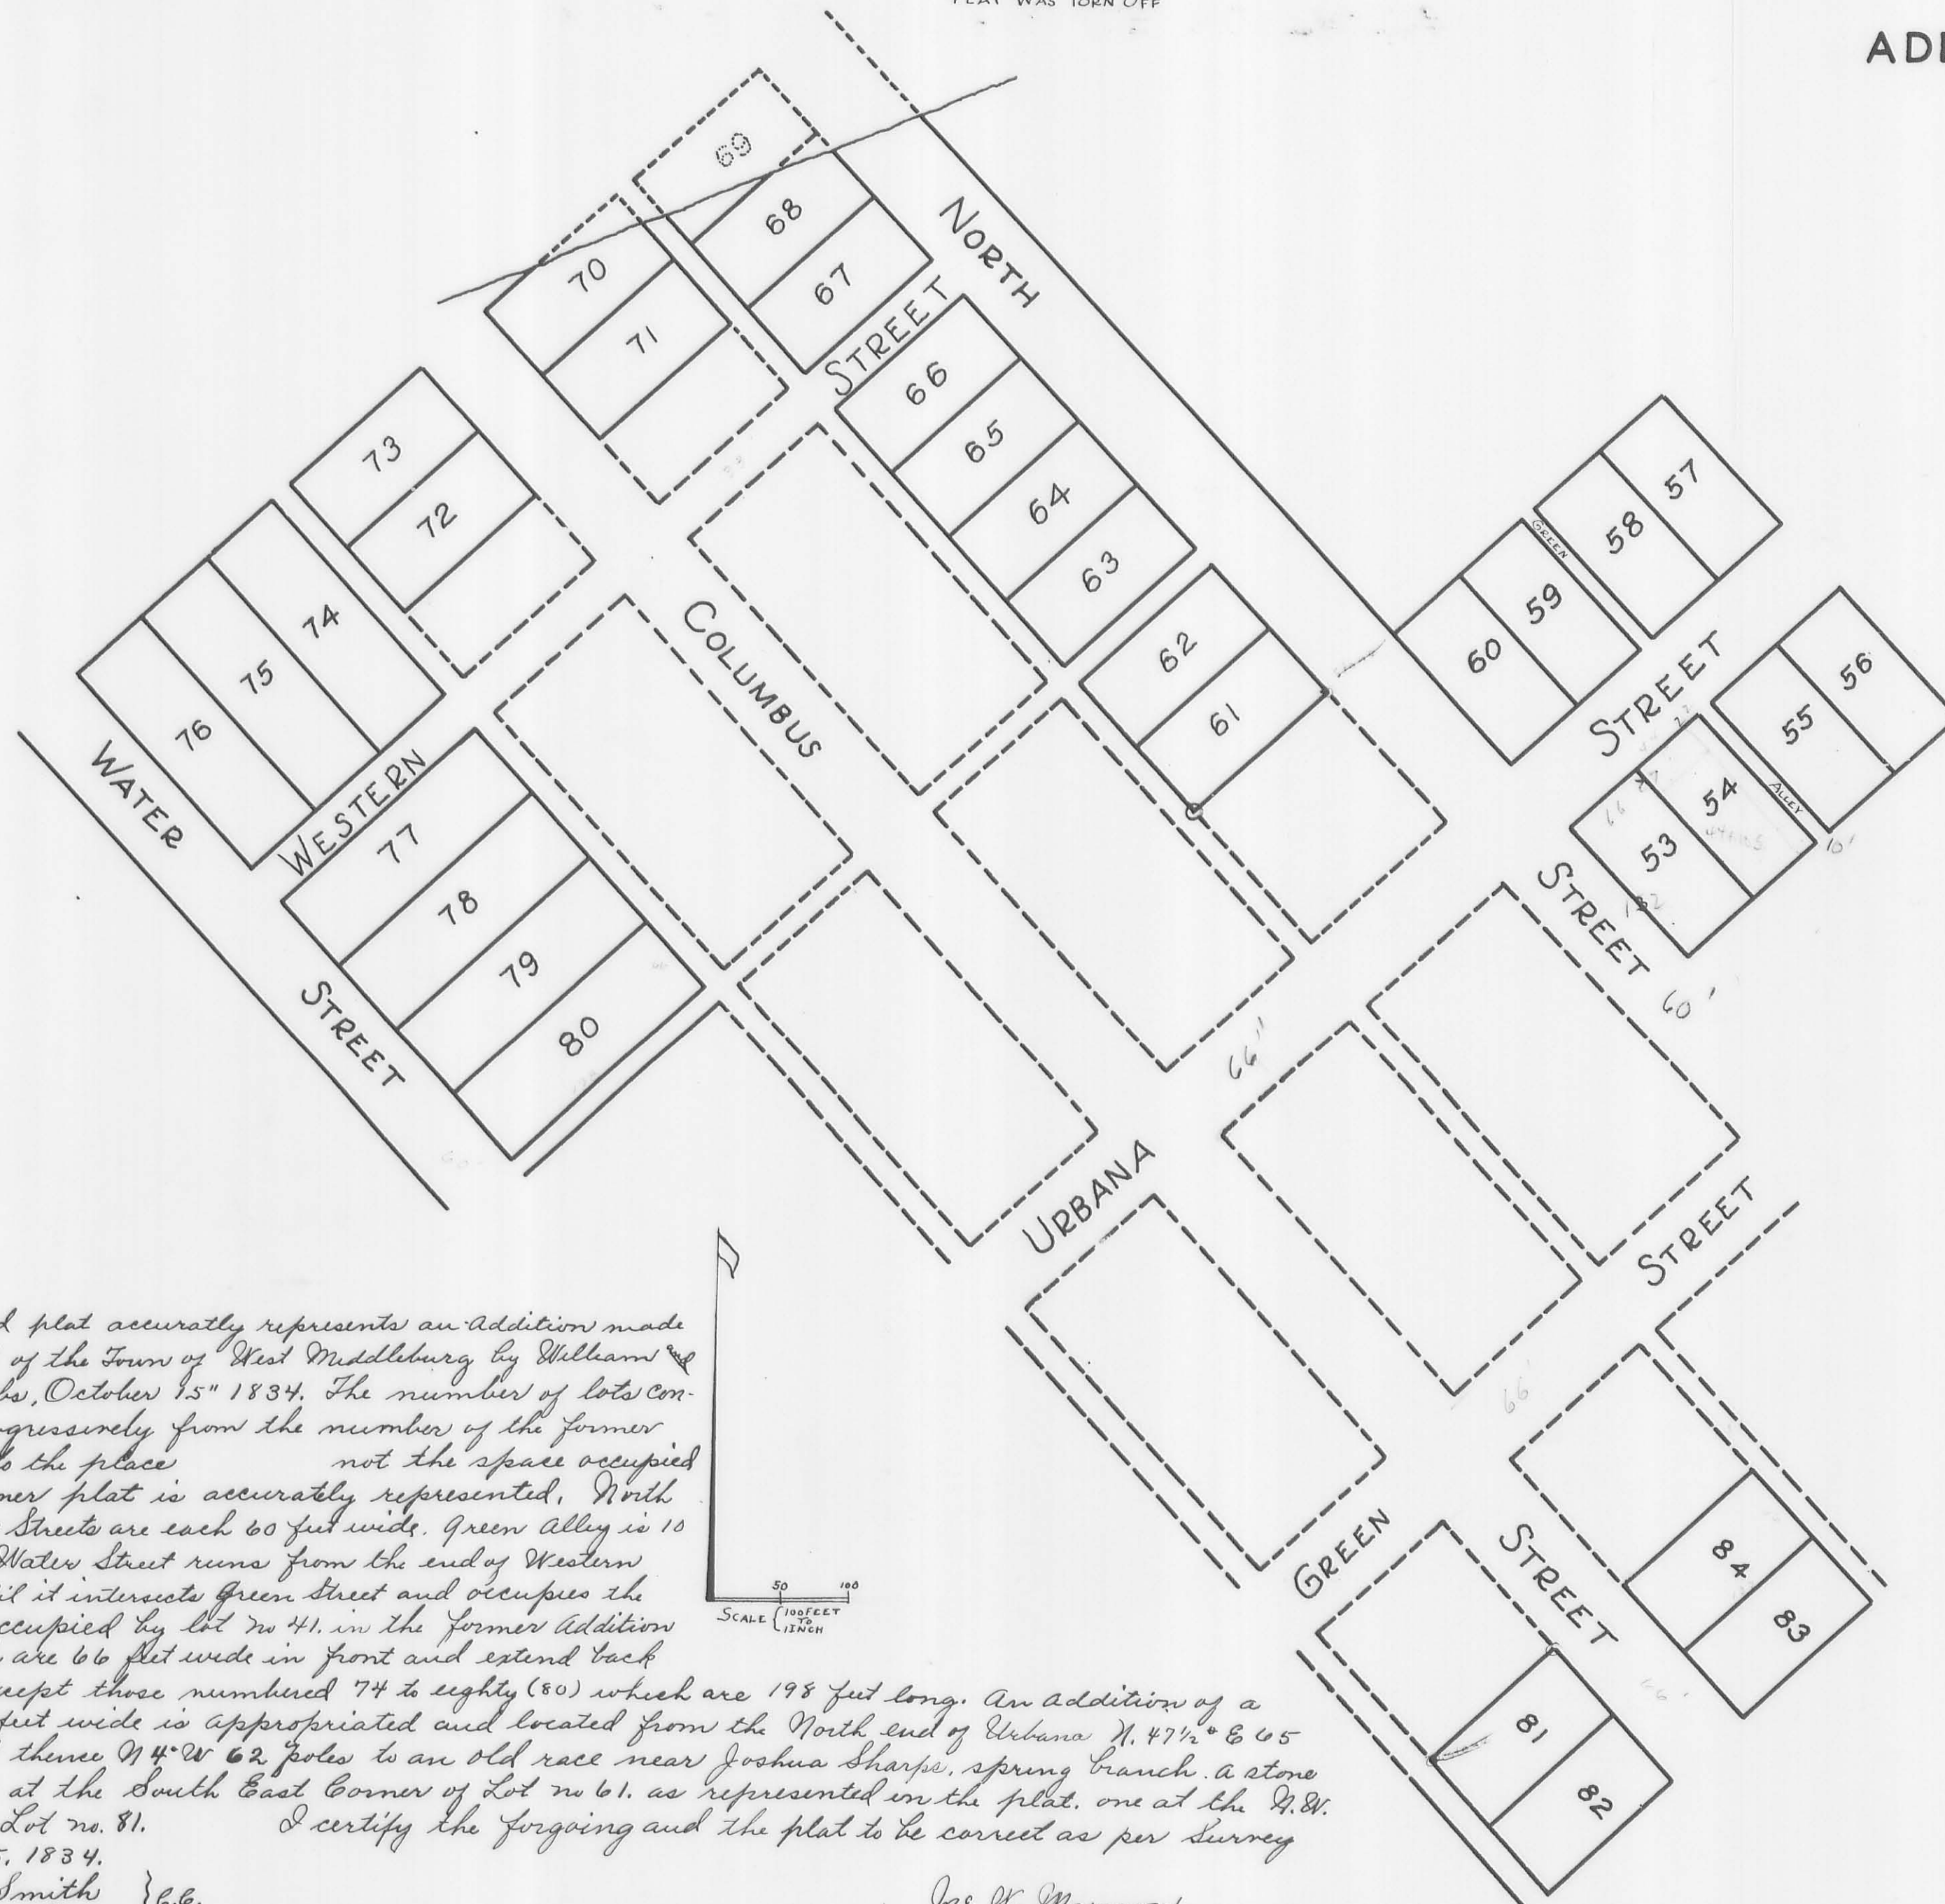 PLAT WAS TORN OFF
ADD
69
68
67
70
71
NORTH
STREET
66
65
64
63
62
61
73
72
74
75
76
WATER
WESTERN
STREET
77
78
79
80
COLUMBUS
57
58
GREEN
59
60
STREET
56
55
ALLEY
54
53
66
132
10'
STREET
60'
66'
URBANA
STREET
66
GREEN
STREET
84
83
81
82
50 100
SCALE {100 FEET TO 1 INCH
plat accuratly represents an Addition made
of the Town of West Middleburg by William and
bs, October 15" 1834. The number of lots con-
gressively from the number of the former
the place not the space occupied
mer plat is accurately represented. North
Streets are each 60 feet wide. Green Alley is 10
Water Street runs from the end of Western
il it intersects Green Street and occupies the
ccupied by lot no 41. in the former Addition
are 66 feet wide in front and extend back
cept those numbered 74 to eighty (80) which are 198 feet long. An addition of a
feet wide is appropriated and located from the North end of Urbana N. 47½° E 65
thence N 4° W 62 poles to an old race near Joshua Sharps, spring branch. A stone
at the South East Corner of Lot no 61. as represented in the plat. one at the N.W.
Lot no. 81. I certify the forgoing and the plat to be correct as per Survey
1834.
Smith